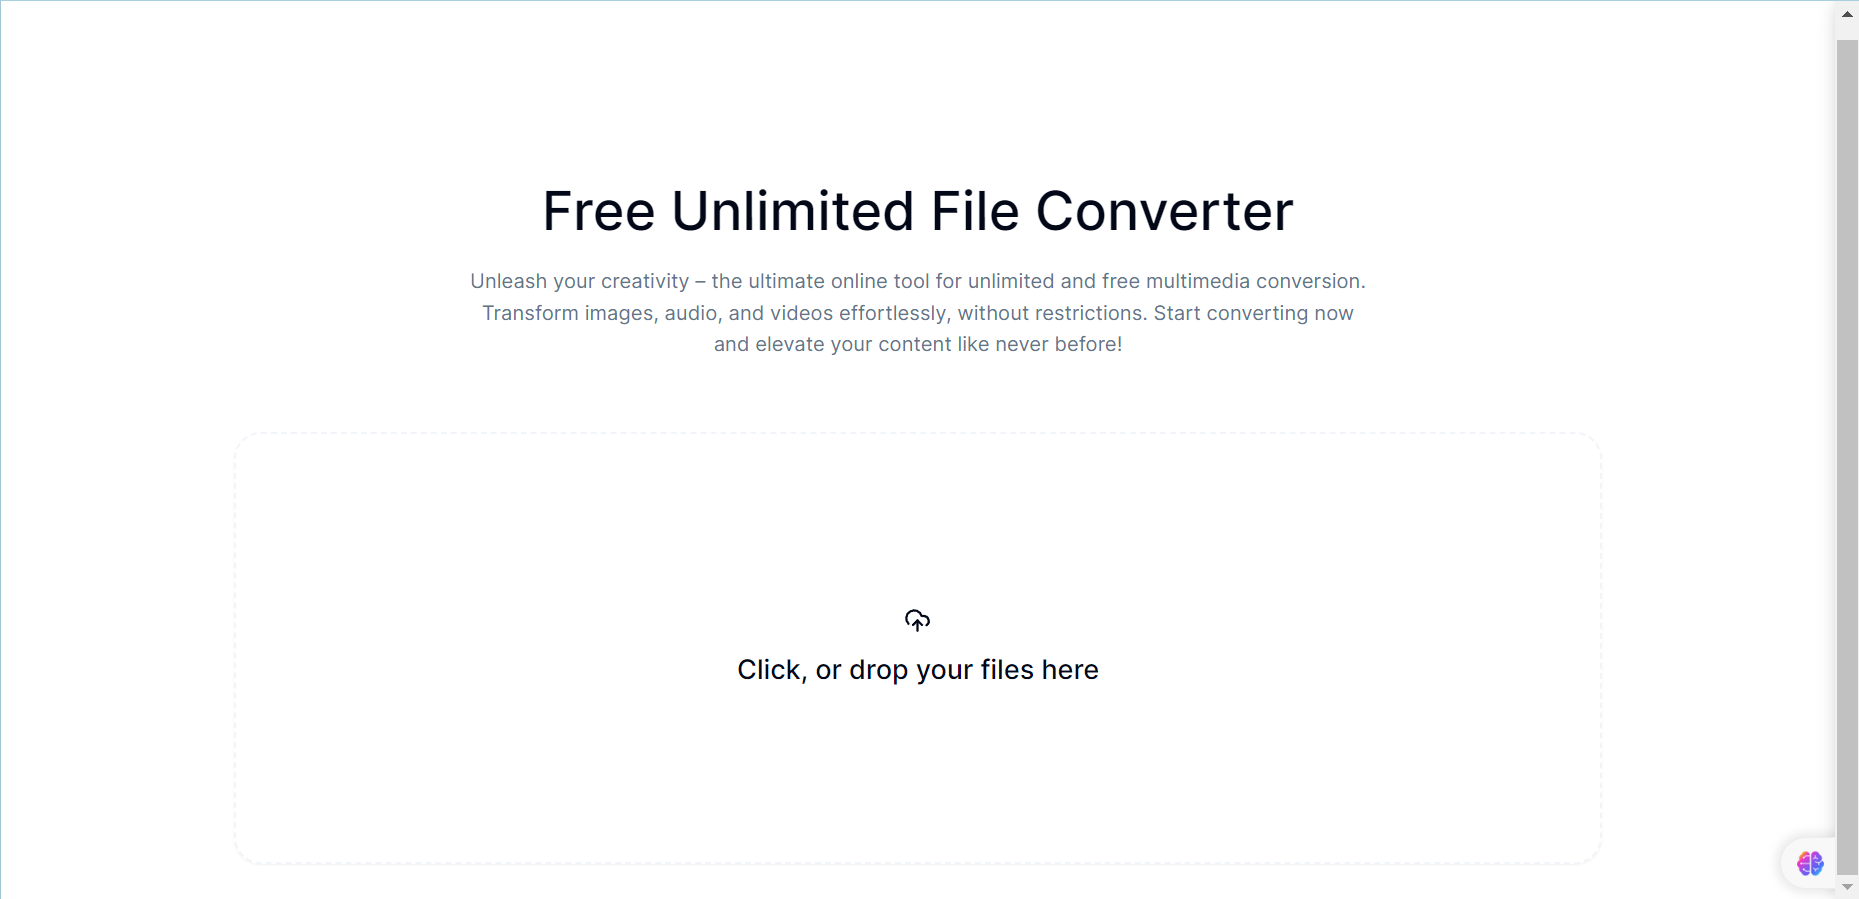 Free Unlimited File Converter
Unleash your creativity – the ultimate online tool for unlimited and free multimedia conversion.
Transform images, audio, and videos effortlessly, without restrictions. Start converting now
and elevate your content like never before!
Click, or drop your files here